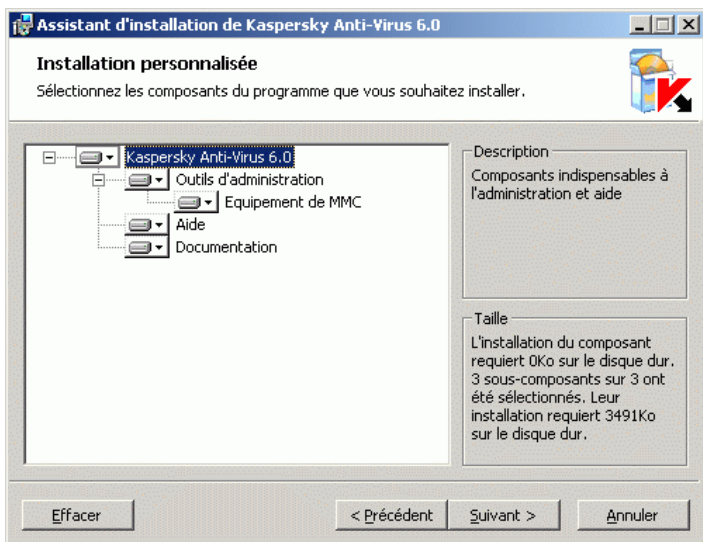 Assistant d'installation de Kaspersky Anti-Virus 6.0
Installation personnalisée
Sélectionnez les composants du programme que vous souhaitez installer.
Kaspersky Anti-Virus 6.0
Outils d'administration
Equipement de MMC
Aide
Documentation
Description
Composants indispensables à
l'administration et aide
Taille
L'installation du composant
requiert 0Ko sur le disque dur.
3 sous-composants sur 3 ont
été sélectionnés. Leur
installation requiert 3491Ko
sur le disque dur.
Effacer
< Précédent
Suivant >
Annuler